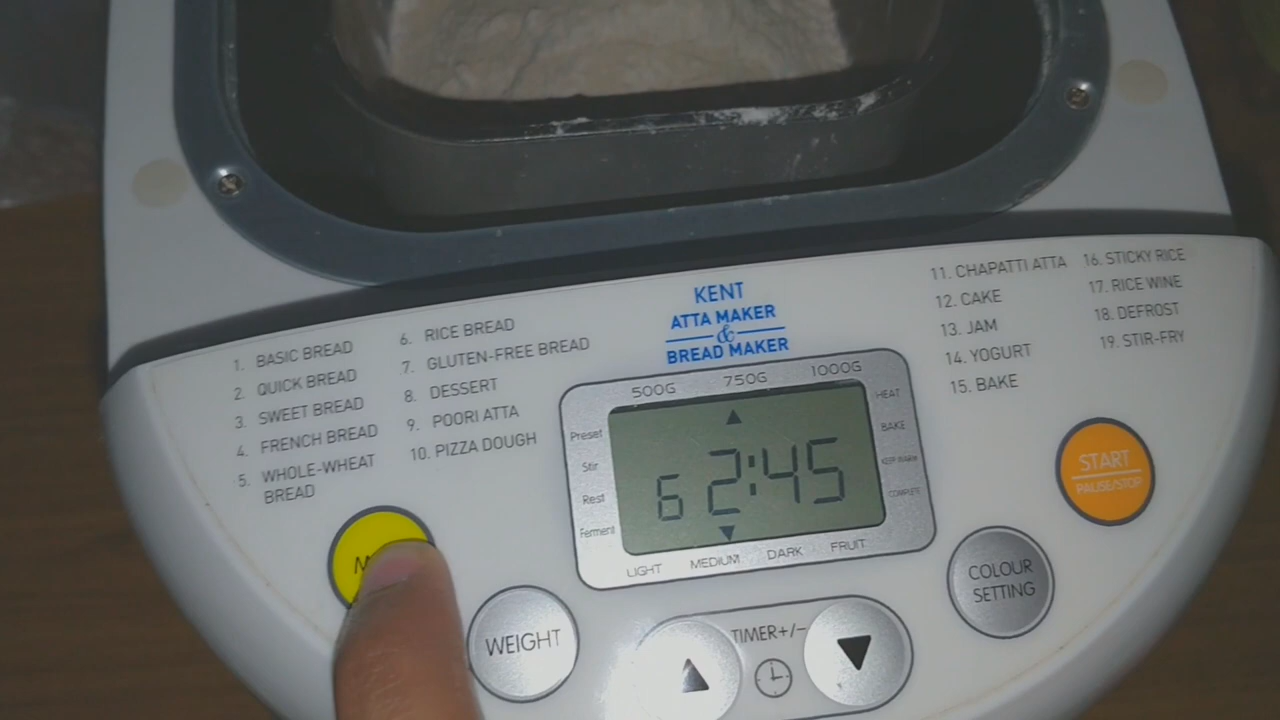 KENT
ATTA MAKER
&
BREAD MAKER
1. BASIC BREAD
2. QUICK BREAD
3. SWEET BREAD
4. FRENCH BREAD
5. WHOLE-WHEAT
BREAD
6. RICE BREAD
7. GLUTEN-FREE BREAD
8. DESSERT
9. POORI ATTA
10. PIZZA DOUGH
11. CHAPATTI ATTA
12. CAKE
13. JAM
14. YOGURT
15. BAKE
16. STICKY RICE
17. RICE WINE
18. DEFROST
19. STIR-FRY
500G 750G 1000G
Preset
Stir
Rest
Ferment
6 2:45
HEAT
BAKE
KEEP WARM
COMPLETE
LIGHT MEDIUM DARK FRUIT
START
PAUSE/STOP
WEIGHT
TIMER+/-
COLOUR
SETTING